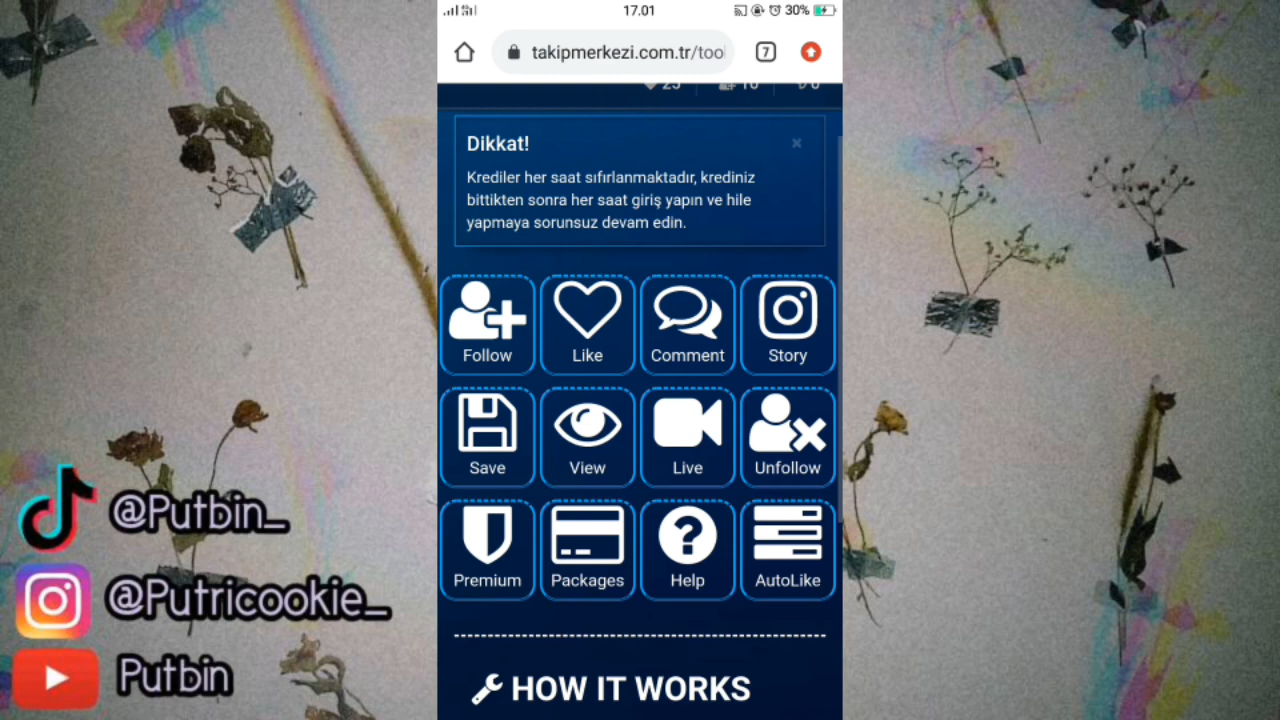 17.01
30%
takipmerkezi.com.tr/too
7
Dikkat!
Krediler her saat sıfırlanmaktadır, krediniz
bittikten sonra her saat giriş yapın ve hile
yapmaya sorunsuz devam edin.
Follow Like Comment Story
Save View Live Unfollow
Premium Packages Help AutoLike
HOW IT WORKS
@Putbin_
@Putricookie_
Putbin